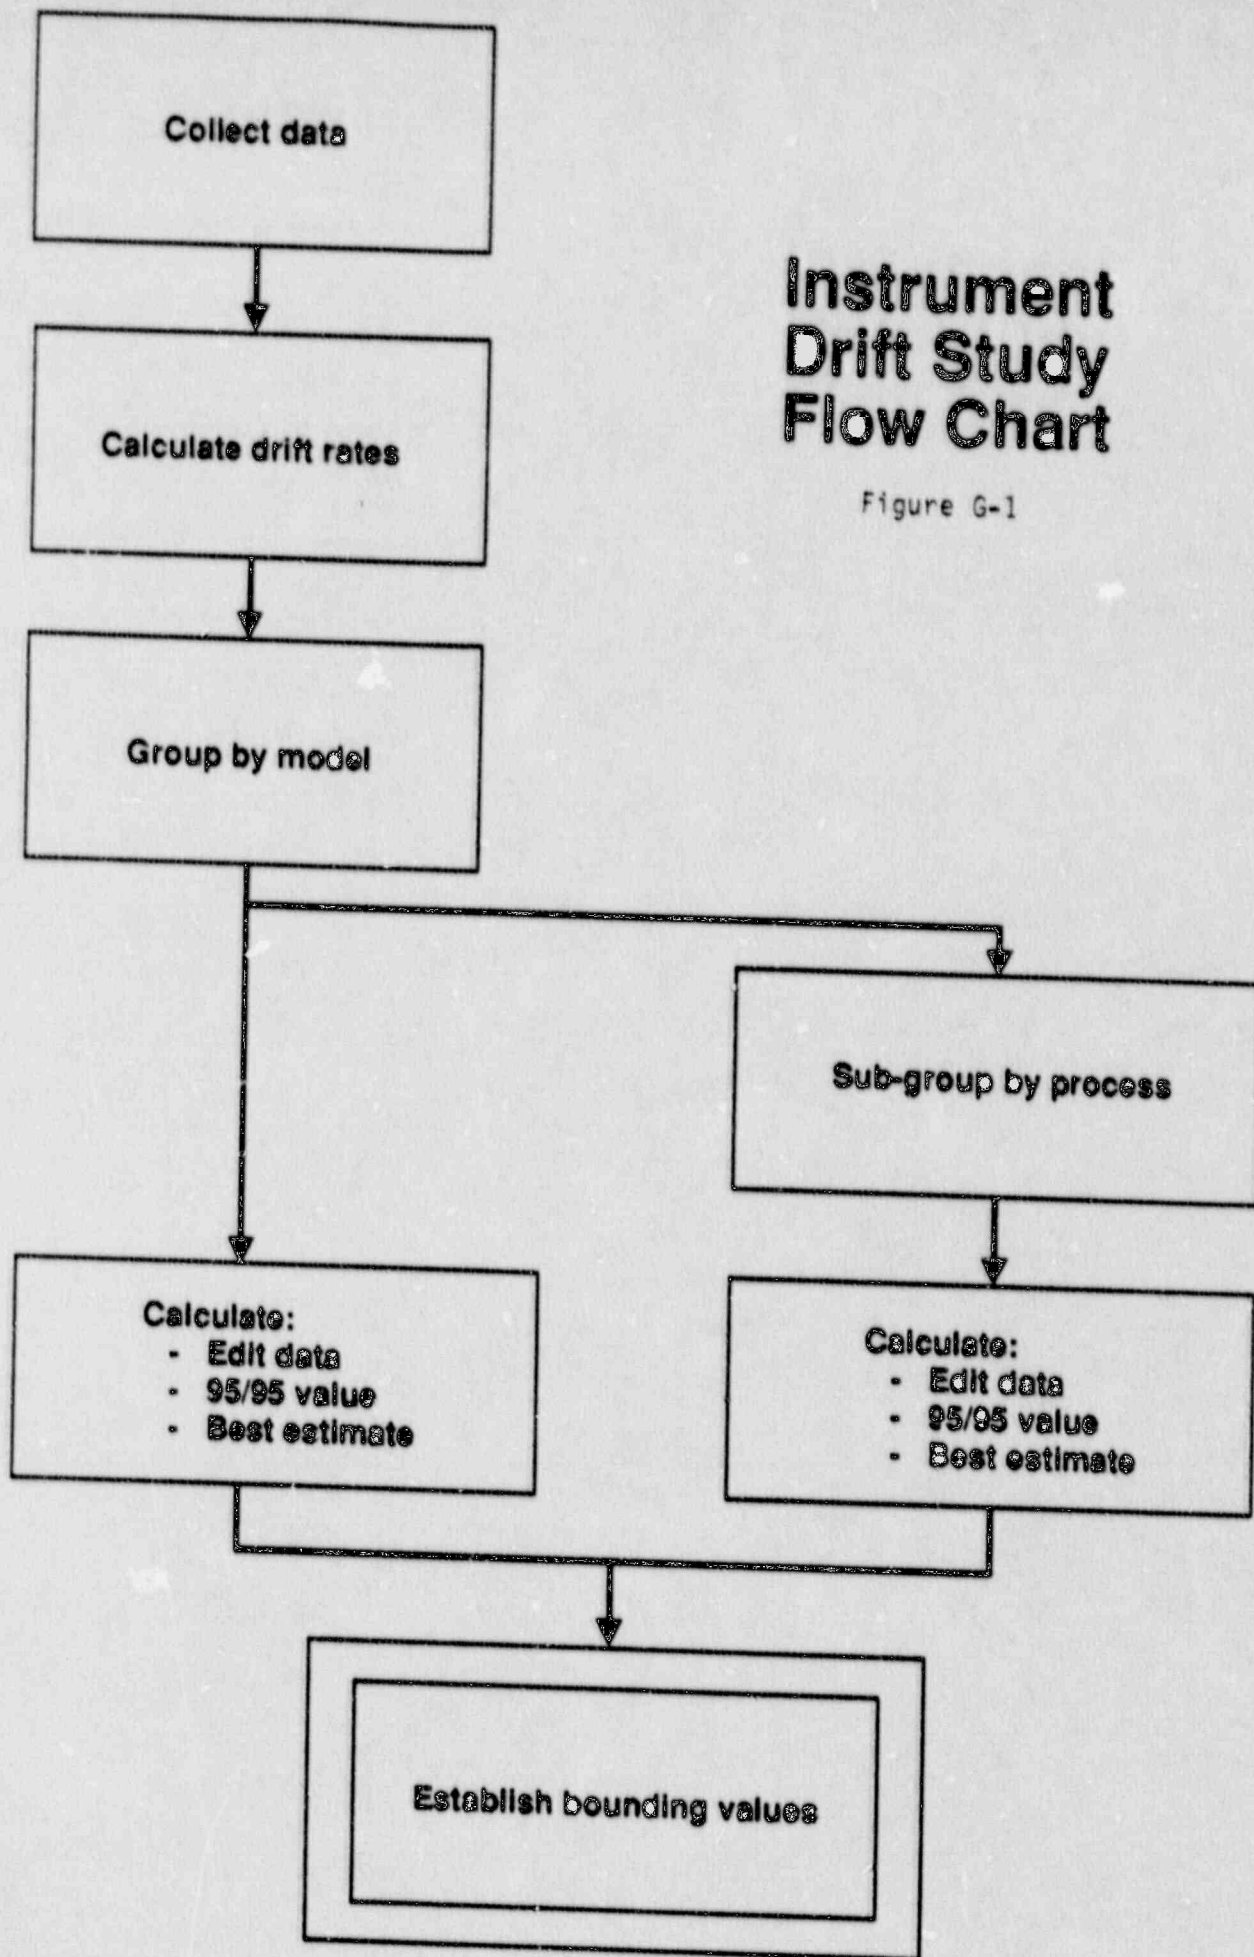 Collect data
Instrument
Drift Study
Flow Chart
Figure G-1
Calculate drift rates
Group by model
Sub-group by process
Calculate:
- Edit data
- 95/95 value
- Best estimate
Calculate:
- Edit data
- 95/95 value
- Best estimate
Establish bounding values